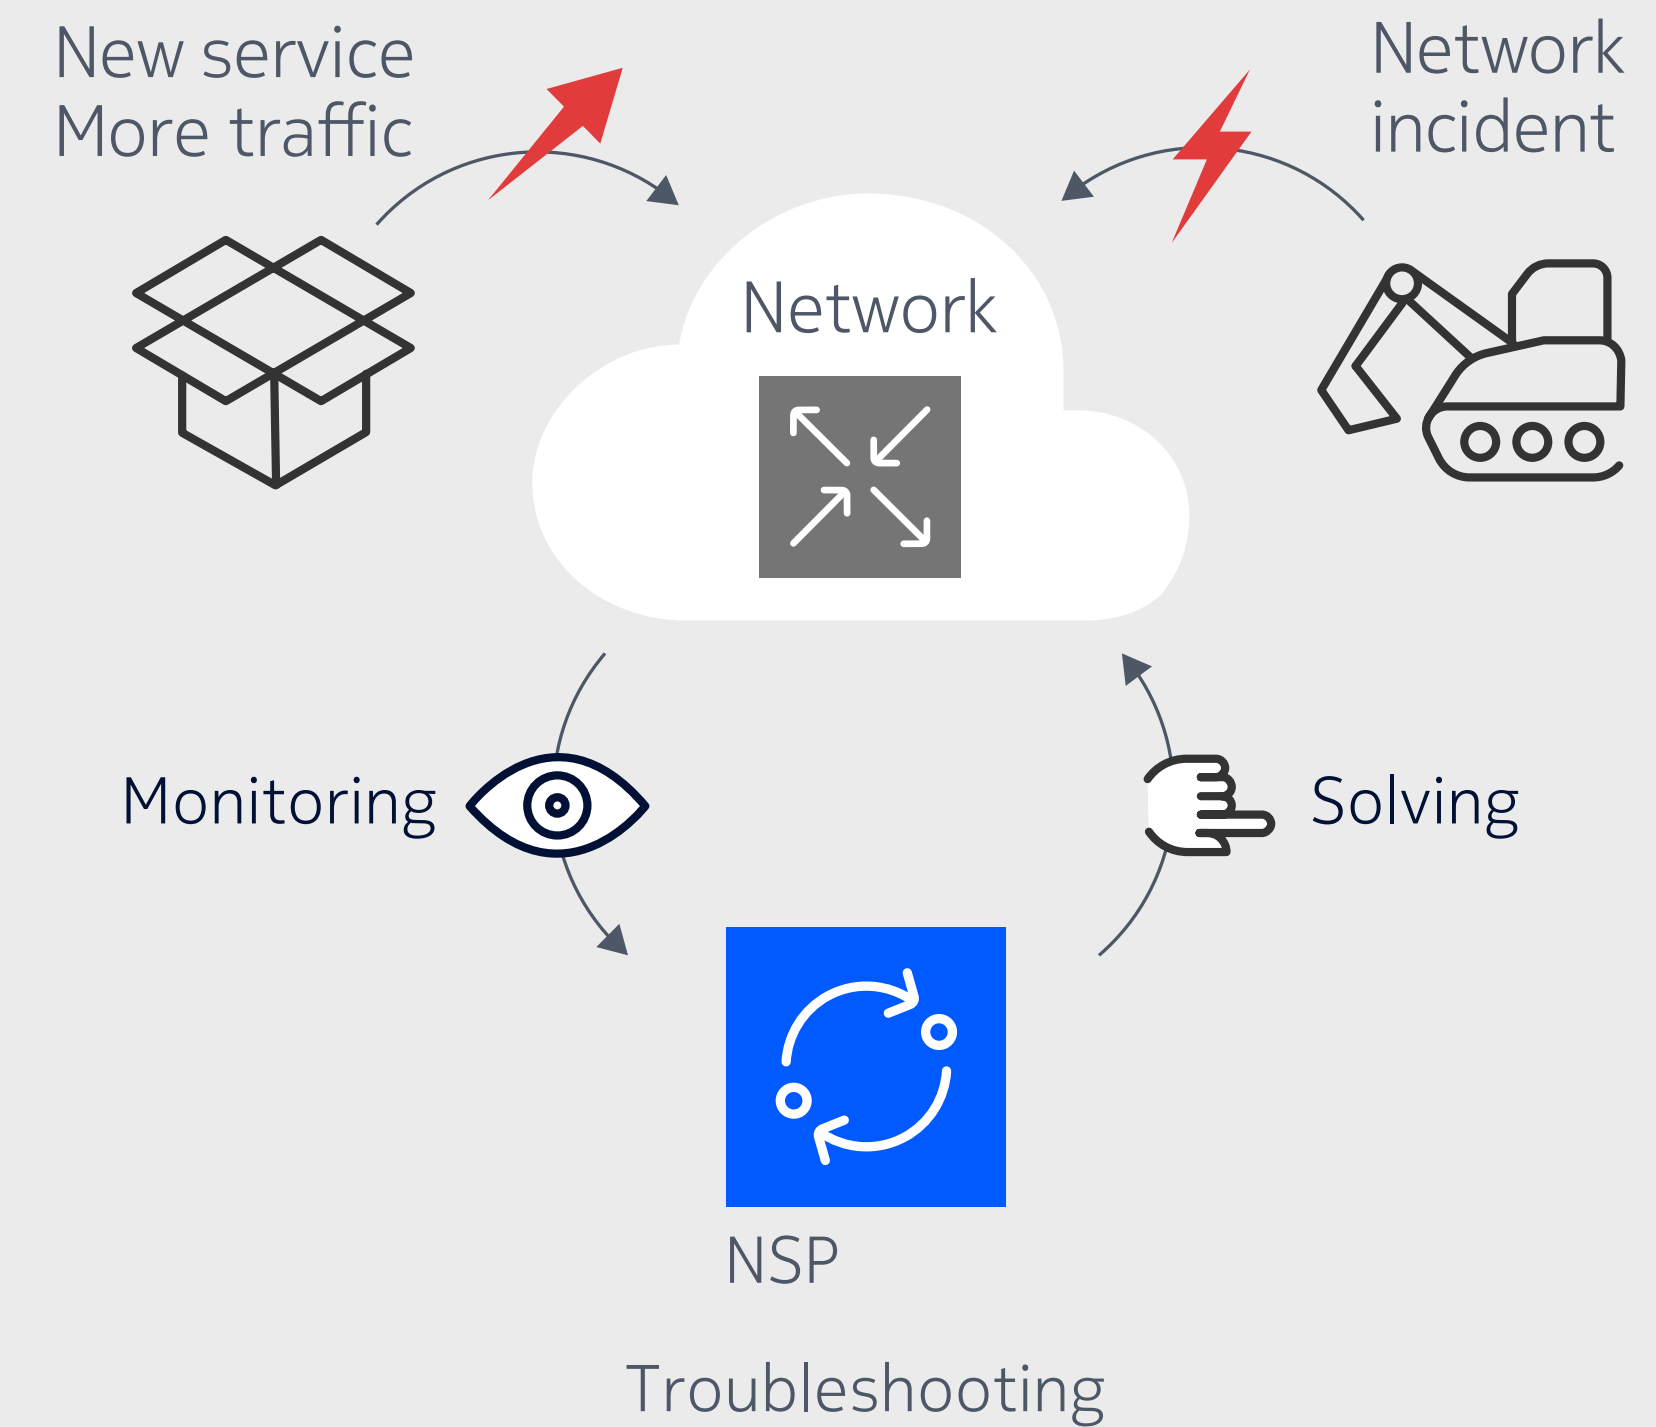 New service
More traffic
Network
incident
Network
Monitoring
Solving
NSP
Troubleshooting